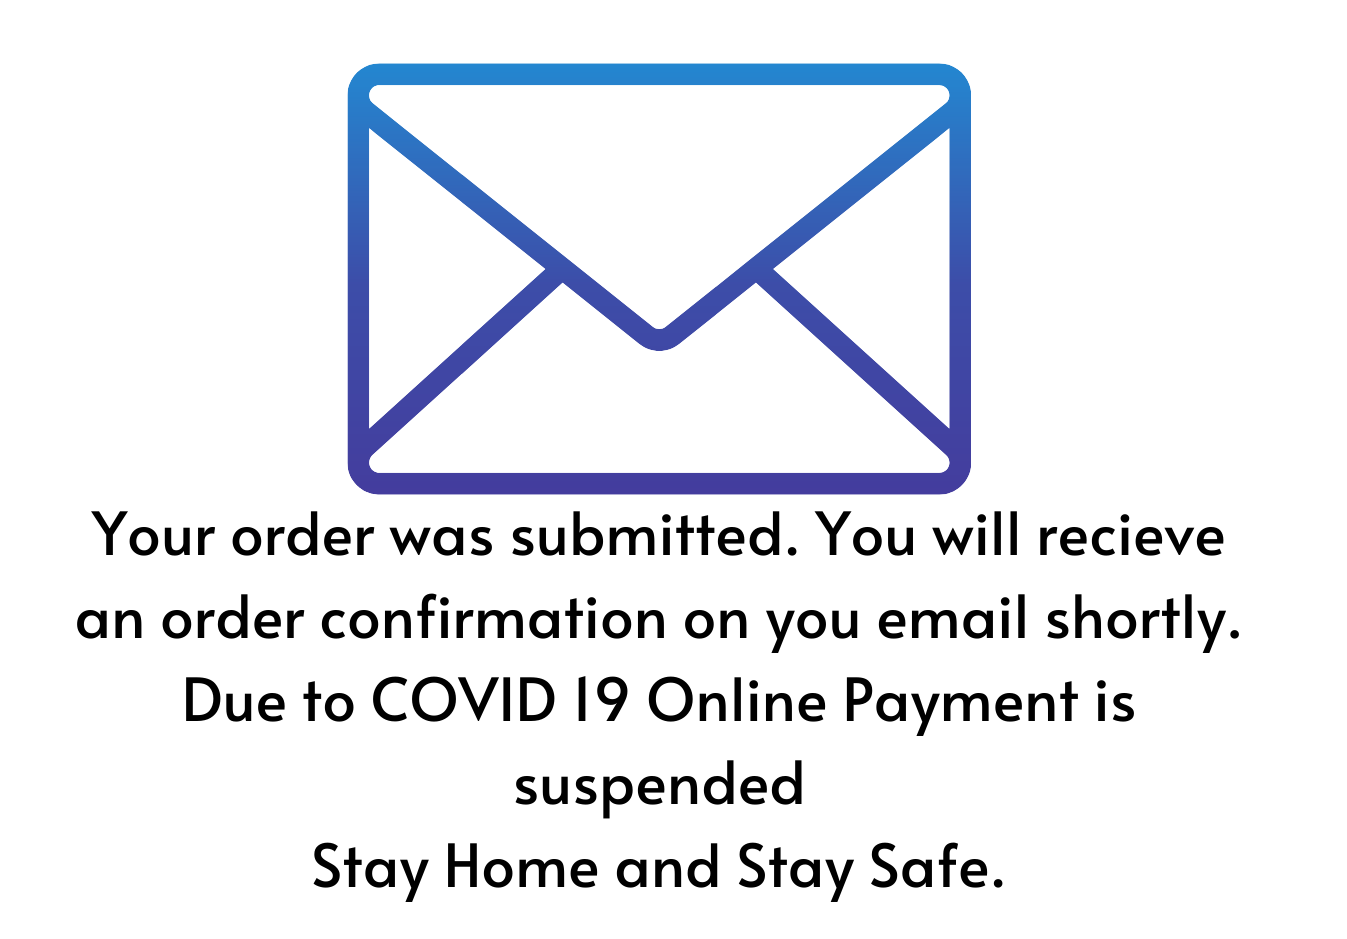 Your order was submitted. You will recieve
an order confirmation on you email shortly.
Due to COVID 19 Online Payment is
suspended
Stay Home and Stay Safe.